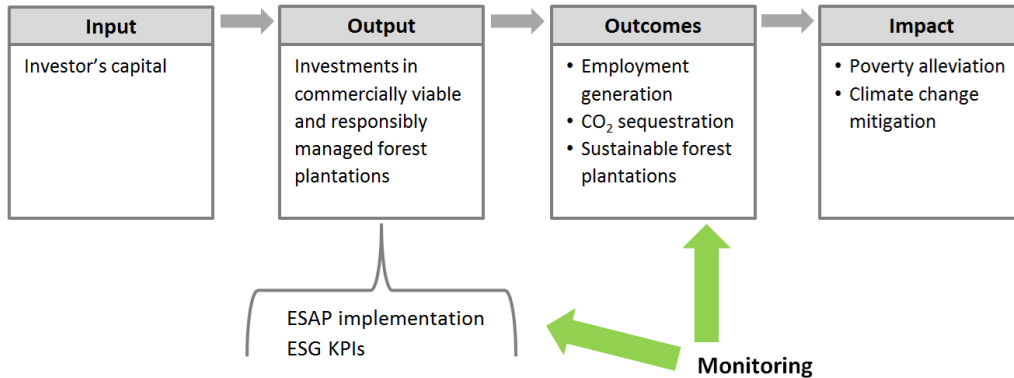 Input
Investor's capital
Output
Investments in
commercially viable
and responsibly
managed forest
plantations
Outcomes
• Employment
generation
• CO₂ sequestration
• Sustainable forest
plantations
Impact
• Poverty alleviation
• Climate change
mitigation
ESAP implementation
ESG KPIs
Monitoring